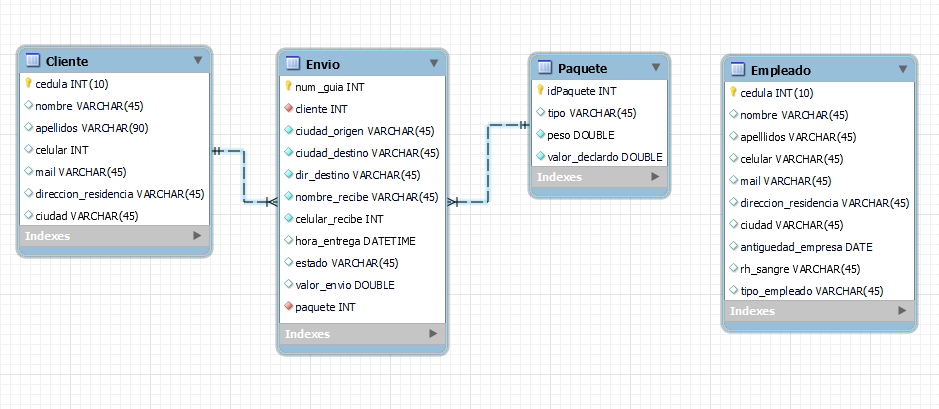 Cliente
cedula INT(10)
nombre VARCHAR(45)
apellidos VARCHAR(90)
celular INT
mail VARCHAR(45)
direccion_residencia VARCHAR(45)
ciudad VARCHAR(45)
Indexes
Envio
num_guia INT
cliente INT
ciudad_origen VARCHAR(45)
ciudad_destino VARCHAR(45)
dir_destino VARCHAR(45)
nombre_recibe VARCHAR(45)
celular_recibe INT
hora_entrega DATETIME
estado VARCHAR(45)
valor_envio DOUBLE
paquete INT
Indexes
Paquete
idPaquete INT
tipo VARCHAR(45)
peso DOUBLE
valor_declardo DOUBLE
Indexes
Empleado
cedula INT(10)
nombre VARCHAR(45)
apelllidos VARCHAR(45)
celular VARCHAR(45)
mail VARCHAR(45)
direccion_residencia VARCHAR(45)
ciudad VARCHAR(45)
antiguedad_empresa DATE
rh_sangre VARCHAR(45)
tipo_empleado VARCHAR(45)
Indexes